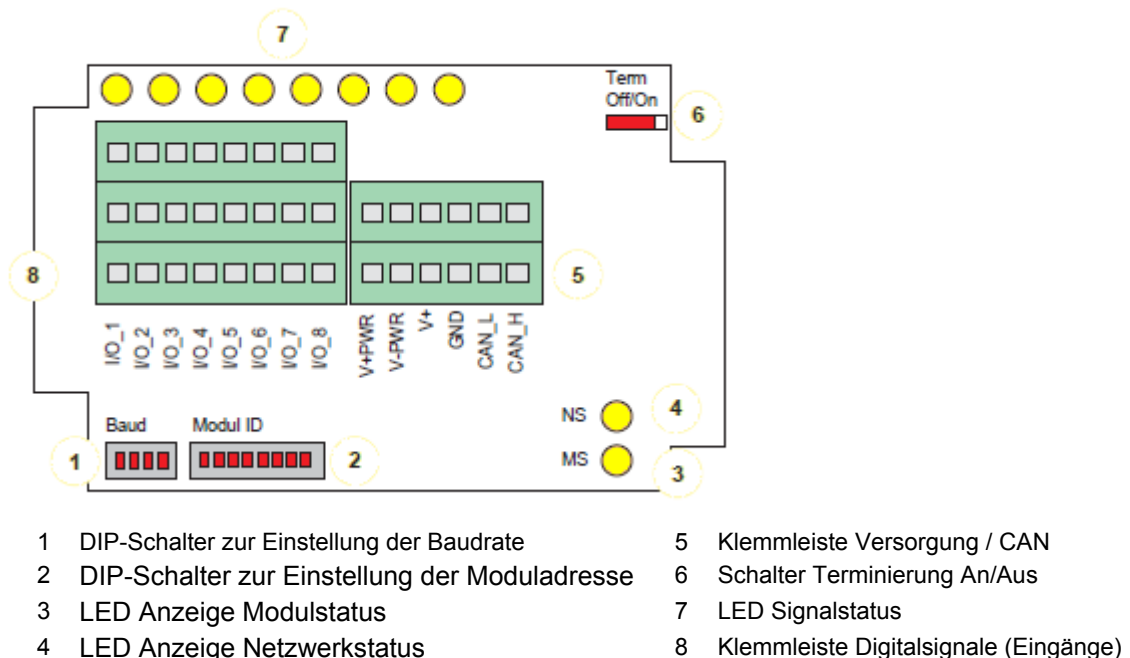 7
Term
Off/On
6
8
5
I/O_1 I/O_2 I/O_3 I/O_4 I/O_5 I/O_6 I/O_7 I/O_8 V+PWR V-PWR V+ GND CAN_L CAN_H
Baud Modul ID
NS 4
1 2 MS 3
1 DIP-Schalter zur Einstellung der Baudrate
2 DIP-Schalter zur Einstellung der Moduladresse
3 LED Anzeige Modulstatus
4 LED Anzeige Netzwerkstatus
5 Klemmleiste Versorgung / CAN
6 Schalter Terminierung An/Aus
7 LED Signalstatus
8 Klemmleiste Digitalsignale (Eingänge)